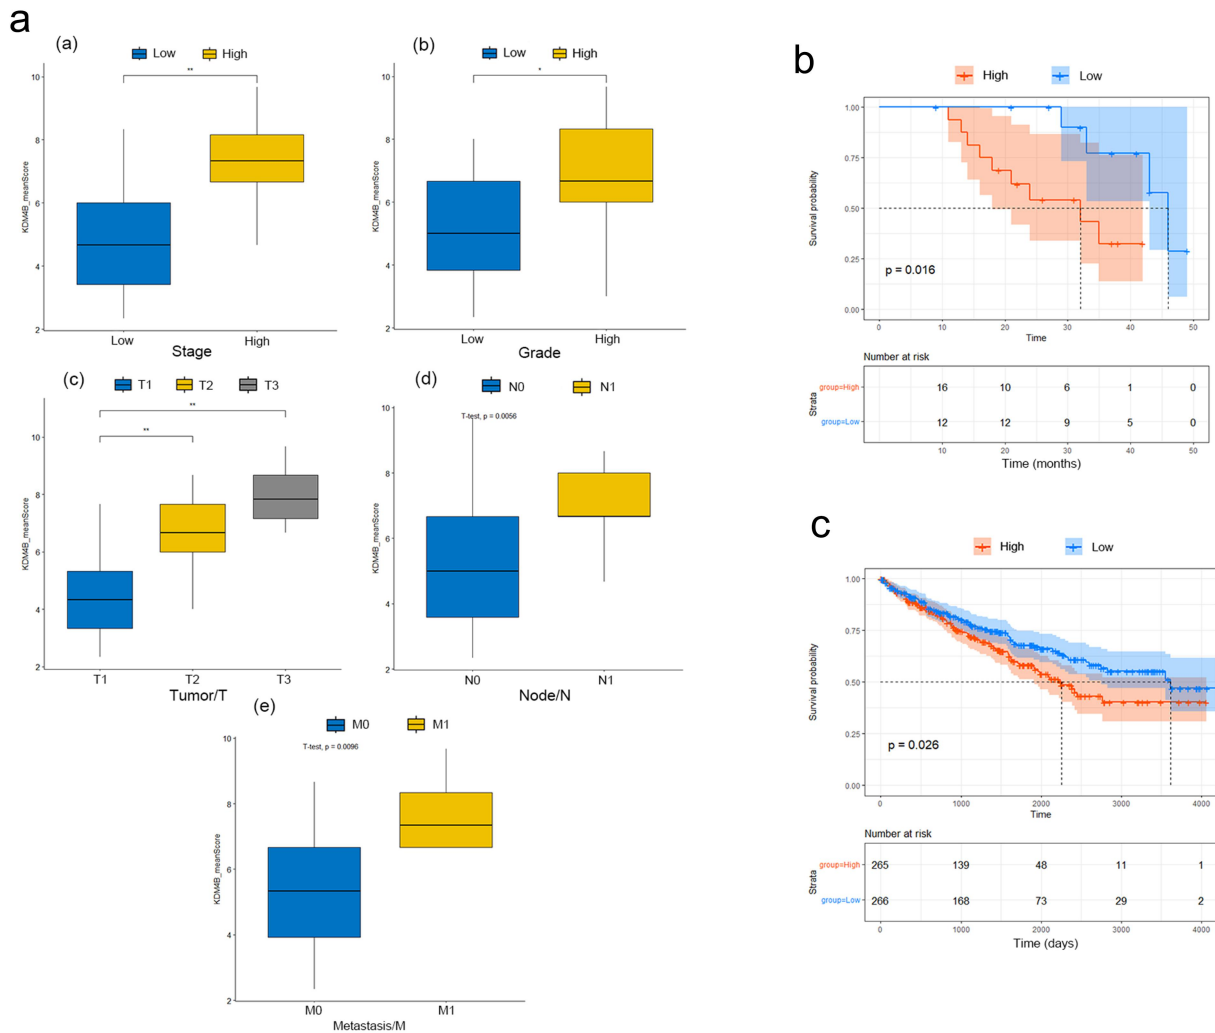 a
(a)
Low High
**
10
8
6
4
2
KDM4B_meanScore
Low High
Stage
(b)
Low High
*
10
8
6
4
2
KDM4B_meanScore
Low High
Grade
(c)
T1 T2 T3
**
**
10
8
6
4
2
KDM4B_meanScore
T1 T2 T3
Tumor/T
(d)
N0 N1
T-test, p = 0.0056
10
8
6
4
2
KDM4B_meanScore
N0 N1
Node/N
(e)
M0 M1
T-test, p = 0.0096
10
8
6
4
2
KDM4B_meanScore
M0 M1
Metastasis/M
b
High Low
1.00
0.75
0.50
0.25
0.00
Survival probability
p = 0.016
0 10 20 30 40 50
Time
Number at risk
Strata
group=High 16 10 6 1 0
group=Low 12 12 9 5 0
10 20 30 40 50
Time (months)
c
High Low
1.00
0.75
0.50
0.25
0.00
Survival probability
p = 0.026
0 1000 2000 3000 4000
Time
Number at risk
Strata
group=High 265 139 48 11 1
group=Low 266 168 73 29 2
0 1000 2000 3000 4000
Time (days)